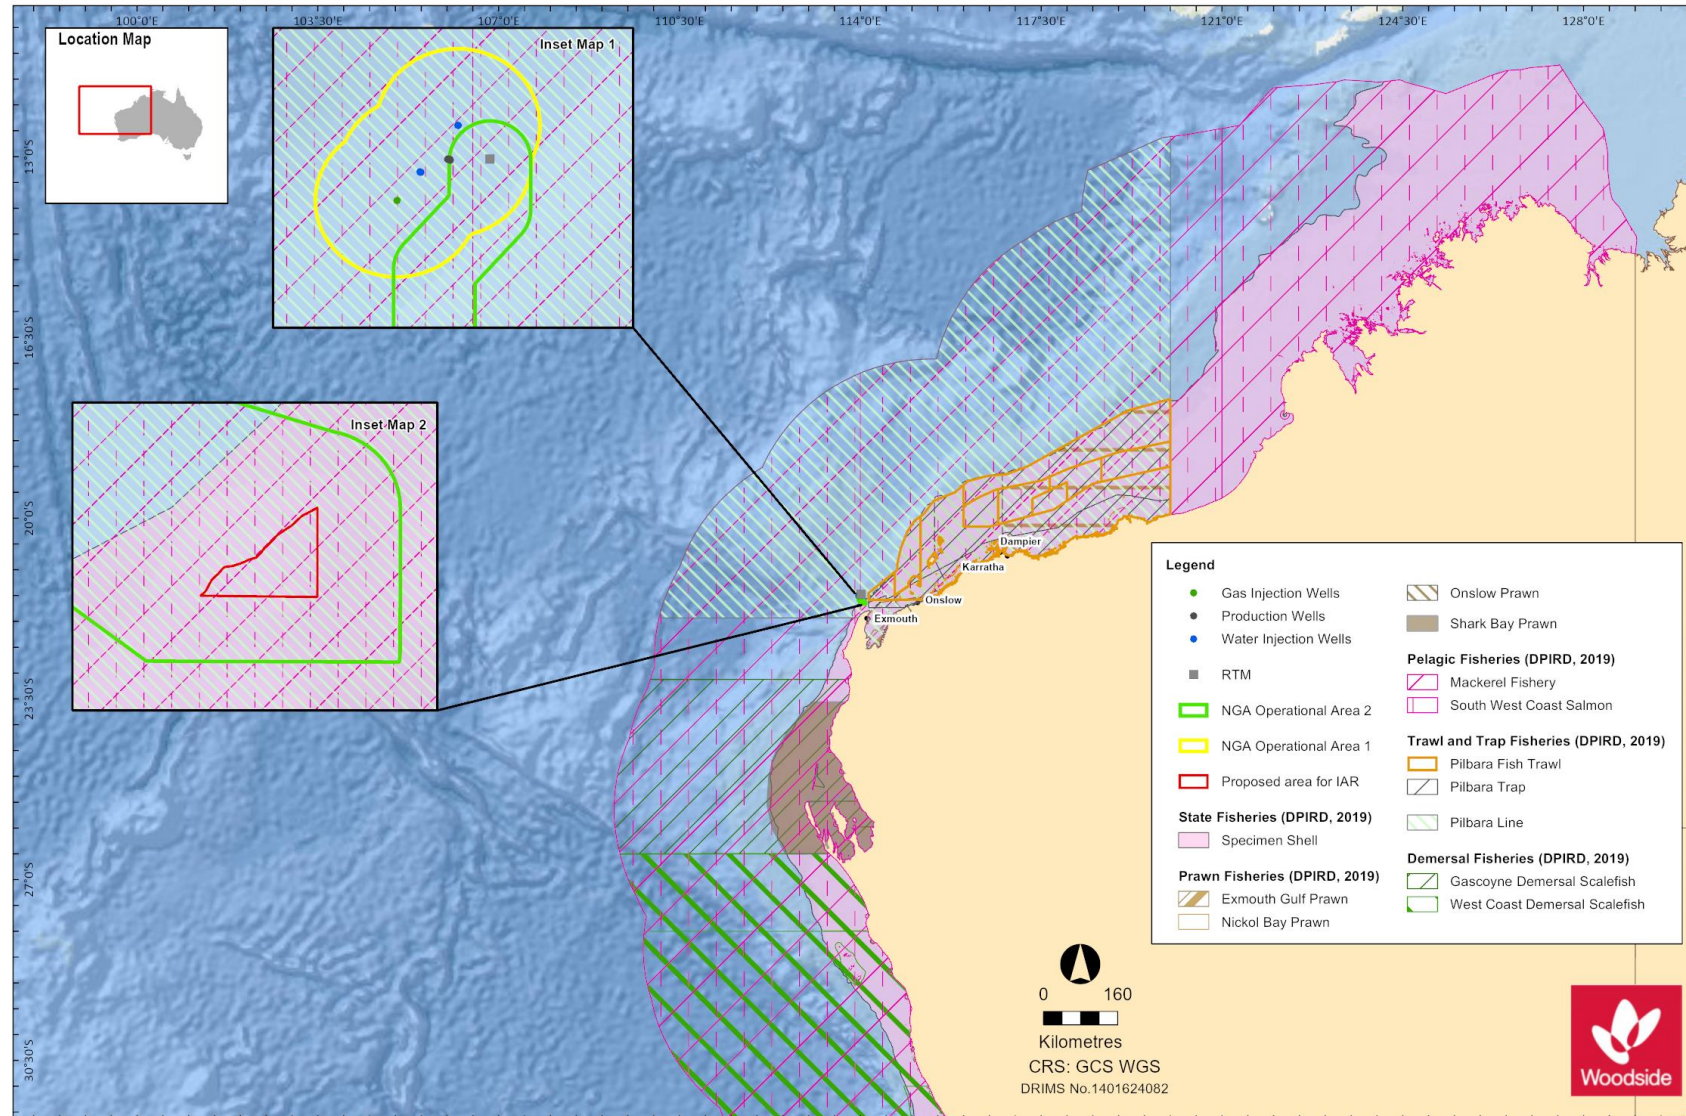 100°0'E 103°30'E 107°0'E 110°30'E 114°0'E 117°30'E 121°0'E 124°30'E 128°0'E
Location Map
Inset Map 1
13°0'S
16°30'S
Inset Map 2
20°0'S
23°30'S
27°0'S
30°30'S
Dampier
Karratha
Onslow
Exmouth
Legend
Gas Injection Wells
Production Wells
Water Injection Wells
RTM
NGA Operational Area 2
NGA Operational Area 1
Proposed area for IAR
State Fisheries (DPIRD, 2019)
Specimen Shell
Prawn Fisheries (DPIRD, 2019)
Exmouth Gulf Prawn
Nickol Bay Prawn
Onslow Prawn
Shark Bay Prawn
Pelagic Fisheries (DPIRD, 2019)
Mackerel Fishery
South West Coast Salmon
Trawl and Trap Fisheries (DPIRD, 2019)
Pilbara Fish Trawl
Pilbara Trap
Pilbara Line
Demersal Fisheries (DPIRD, 2019)
Gascoyne Demersal Scalefish
West Coast Demersal Scalefish
0 160
Kilometres
CRS: GCS WGS
DRIMS No.1401624082
Woodside